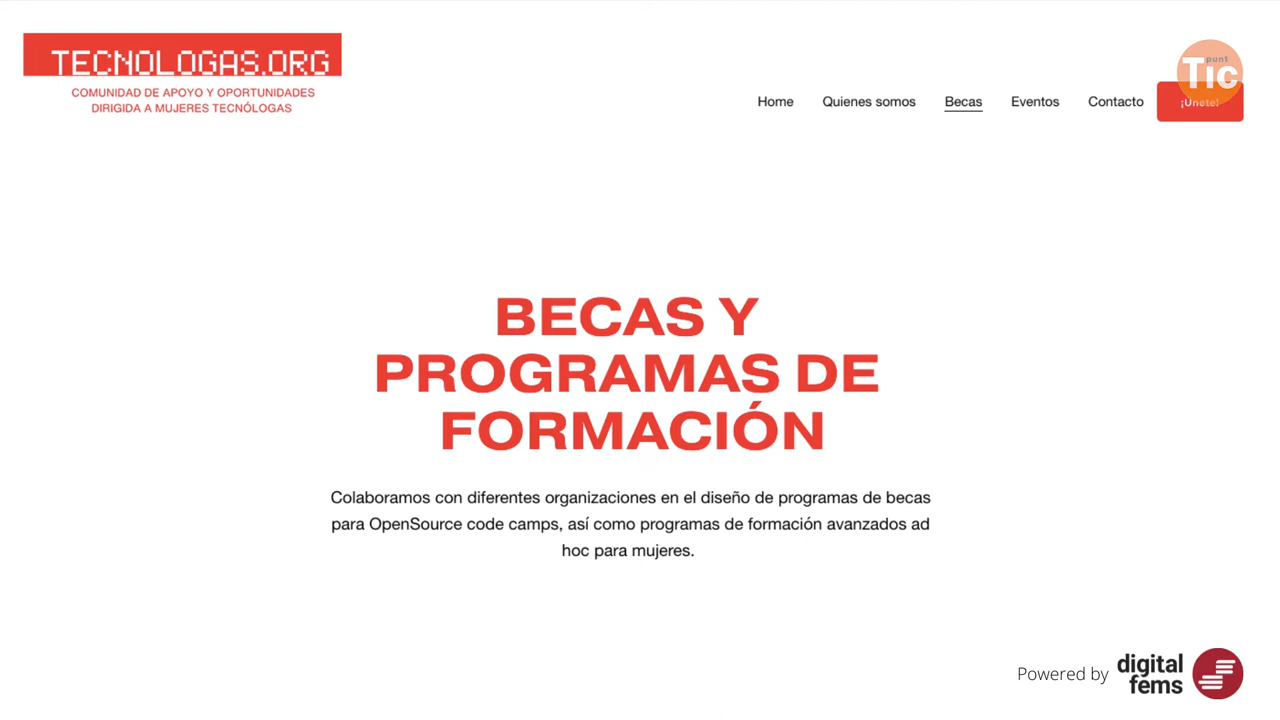 TECNOLOGAS.ORG
COMUNIDAD DE APOYO Y OPORTUNIDADES
DIRIGIDA A MUJERES TECNÓLOGAS
Home Quienes somos Becas Eventos Contacto ¡Únete!
punt
TIC
BECAS Y
PROGRAMAS DE
FORMACIÓN
Colaboramos con diferentes organizaciones en el diseño de programas de becas
para OpenSource code camps, así como programas de formación avanzados ad
hoc para mujeres.
Powered by digital
fems